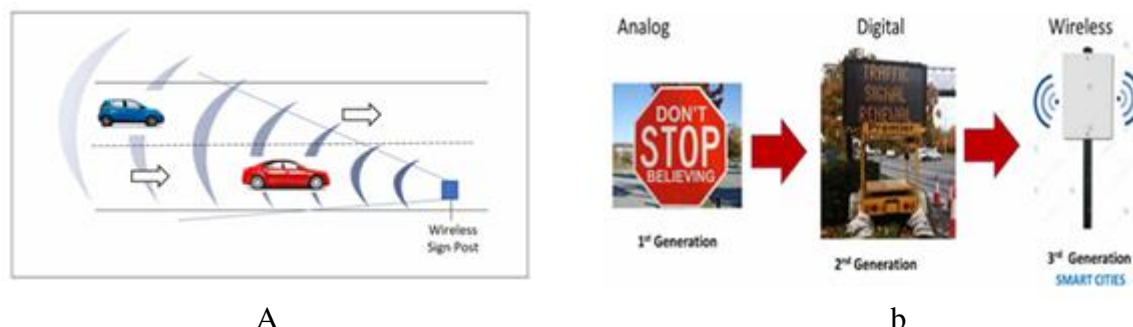 Wireless
Sign Post
A
Analog
Digital
Wireless
DON'T
STOP
BELIEVING
TRAFFIC
SIGNAL
RENEWAL
1st Generation
2nd Generation
3rd Generation
SMART CITIES
b